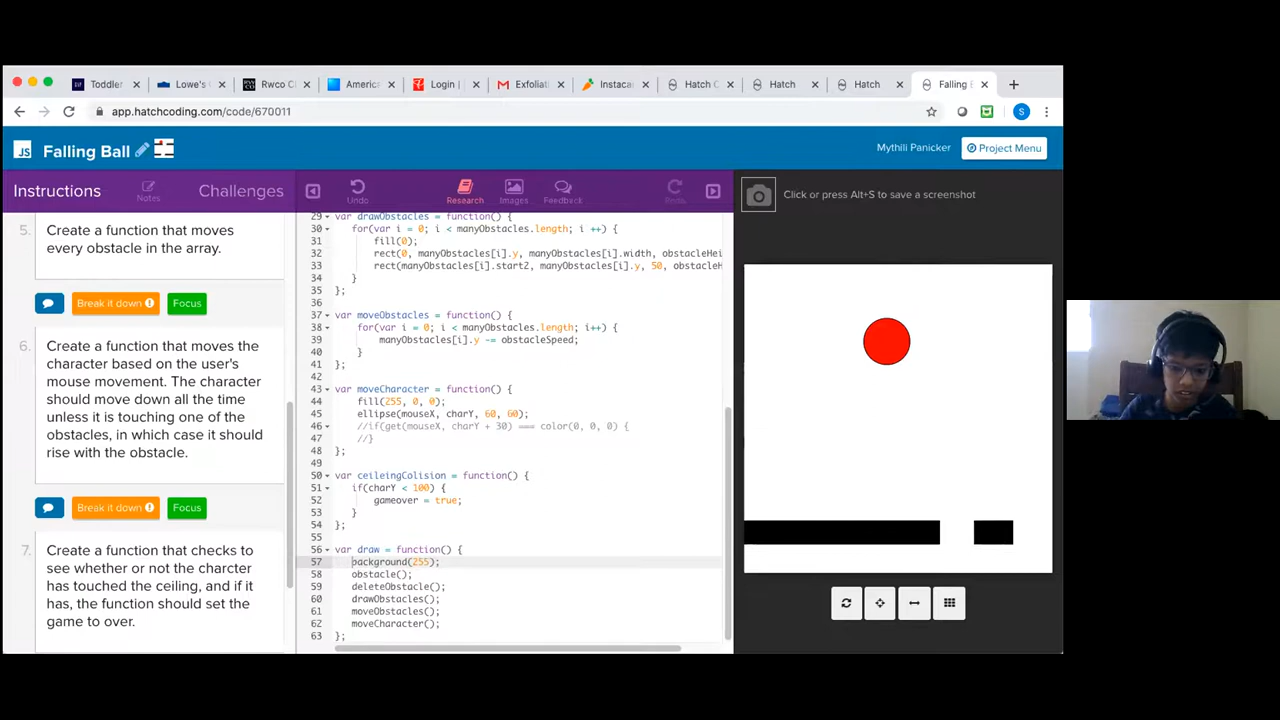 Toddler
Lowe's
Rwco Cl
America
Login |
Exfoliati
Instaca
Hatch C
Hatch
Hatch
Falling B
app.hatchcoding.com/code/670011
S
JS
Falling Ball
Mythili Panicker
Project Menu
Instructions
Notes
Challenges
Undo
Research
Images
Feedback
Click or press Alt+S to save a screenshot
5. Create a function that moves
every obstacle in the array.
Break it down
Focus
6. Create a function that moves the
character based on the user's
mouse movement. The character
should move down all the time
unless it is touching one of the
obstacles, in which case it should
rise with the obstacle.
Break it down
Focus
7. Create a function that checks to
see whether or not the charcter
has touched the ceiling, and if it
has, the function should set the
game to over.
29 var drawObstacles = function() {
30 for(var i = 0; i < manyObstacles.length; i ++) {
31 fill(0);
32 rect(0, manyObstacles[i].y, manyObstacles[i].width, obstacleHei
33 rect(manyObstacles[i].start2, manyObstacles[i].y, 50, obstacleH
34 }
35 };
36
37 var moveObstacles = function() {
38 for(var i = 0; i < manyObstacles.length; i++) {
39 manyObstacles[i].y -= obstacleSpeed;
40 }
41 };
42
43 var moveCharacter = function() {
44 fill(255, 0, 0);
45 ellipse(mouseX, charY, 60, 60);
46 //if(get(mouseX, charY + 30) === color(0, 0, 0) {
47 //}
48 };
49
50 var ceileingColision = function() {
51 if(charY < 100) {
52 gameover = true;
53 }
54 };
55
56 var draw = function() {
57 background(255);
58 obstacle();
59 deleteObstacle();
60 drawObstacles();
61 moveObstacles();
62 moveCharacter();
63 };